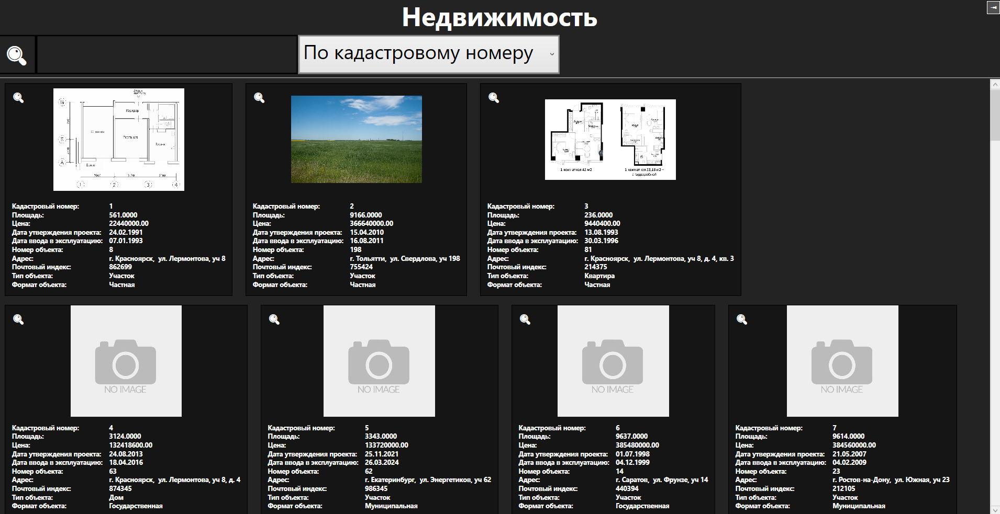 Недвижимость
По кадастровому номеру
Коридор
Гостиная
Кухня
2600
3100
1 2 3 4
1 комнатная 45 м2
1 комнатная 53,16 м2 –
с гардеробной
Кадастровый номер: 1
Площадь: 561.0000
Цена: 22440000.00
Дата утверждения проекта: 24.02.1991
Дата ввода в эксплуатацию: 07.01.1993
Номер объекта: 8
Адрес: г. Красноярск, ул. Лермонтова, уч 8
Почтовый индекс: 862699
Тип объекта: Участок
Формат объекта: Частная
Кадастровый номер: 2
Площадь: 9166.0000
Цена: 366640000.00
Дата утверждения проекта: 15.04.2010
Дата ввода в эксплуатацию: 16.08.2011
Номер объекта: 198
Адрес: г. Тольятти, ул. Свердлова, уч 198
Почтовый индекс: 755424
Тип объекта: Участок
Формат объекта: Частная
Кадастровый номер: 3
Площадь: 236.0000
Цена: 9440400.00
Дата утверждения проекта: 13.08.1993
Дата ввода в эксплуатацию: 30.03.1996
Номер объекта: 81
Адрес: г. Красноярск, ул. Лермонтова, уч 8, д. 4, кв. 3
Почтовый индекс: 214375
Тип объекта: Квартира
Формат объекта: Частная
NO IMAGE
Кадастровый номер: 4
Площадь: 3124.0000
Цена: 132418600.00
Дата утверждения проекта: 24.08.2013
Дата ввода в эксплуатацию: 18.04.2016
Номер объекта: 63
Адрес: г. Красноярск, ул. Лермонтова, уч 8, д. 4
Почтовый индекс: 874345
Тип объекта: Дом
Формат объекта: Государственная
NO IMAGE
Кадастровый номер: 5
Площадь: 3343.0000
Цена: 133720000.00
Дата утверждения проекта: 25.11.2021
Дата ввода в эксплуатацию: 26.03.2024
Номер объекта: 62
Адрес: г. Екатеринбург, ул. Энергетиков, уч 62
Почтовый индекс: 986345
Тип объекта: Участок
Формат объекта: Муниципальная
NO IMAGE
Кадастровый номер: 6
Площадь: 9637.0000
Цена: 385480000.00
Дата утверждения проекта: 01.07.1998
Дата ввода в эксплуатацию: 04.12.1999
Номер объекта: 14
Адрес: г. Саратов, ул. Фрунзе, уч 14
Почтовый индекс: 440394
Тип объекта: Участок
Формат объекта: Государственная
NO IMAGE
Кадастровый номер: 7
Площадь: 9614.0000
Цена: 384560000.00
Дата утверждения проекта: 21.05.2007
Дата ввода в эксплуатацию: 04.02.2009
Номер объекта: 23
Адрес: г. Ростов-на-Дону, ул. Южная, уч 23
Почтовый индекс: 212105
Тип объекта: Участок
Формат объекта: Муниципальная